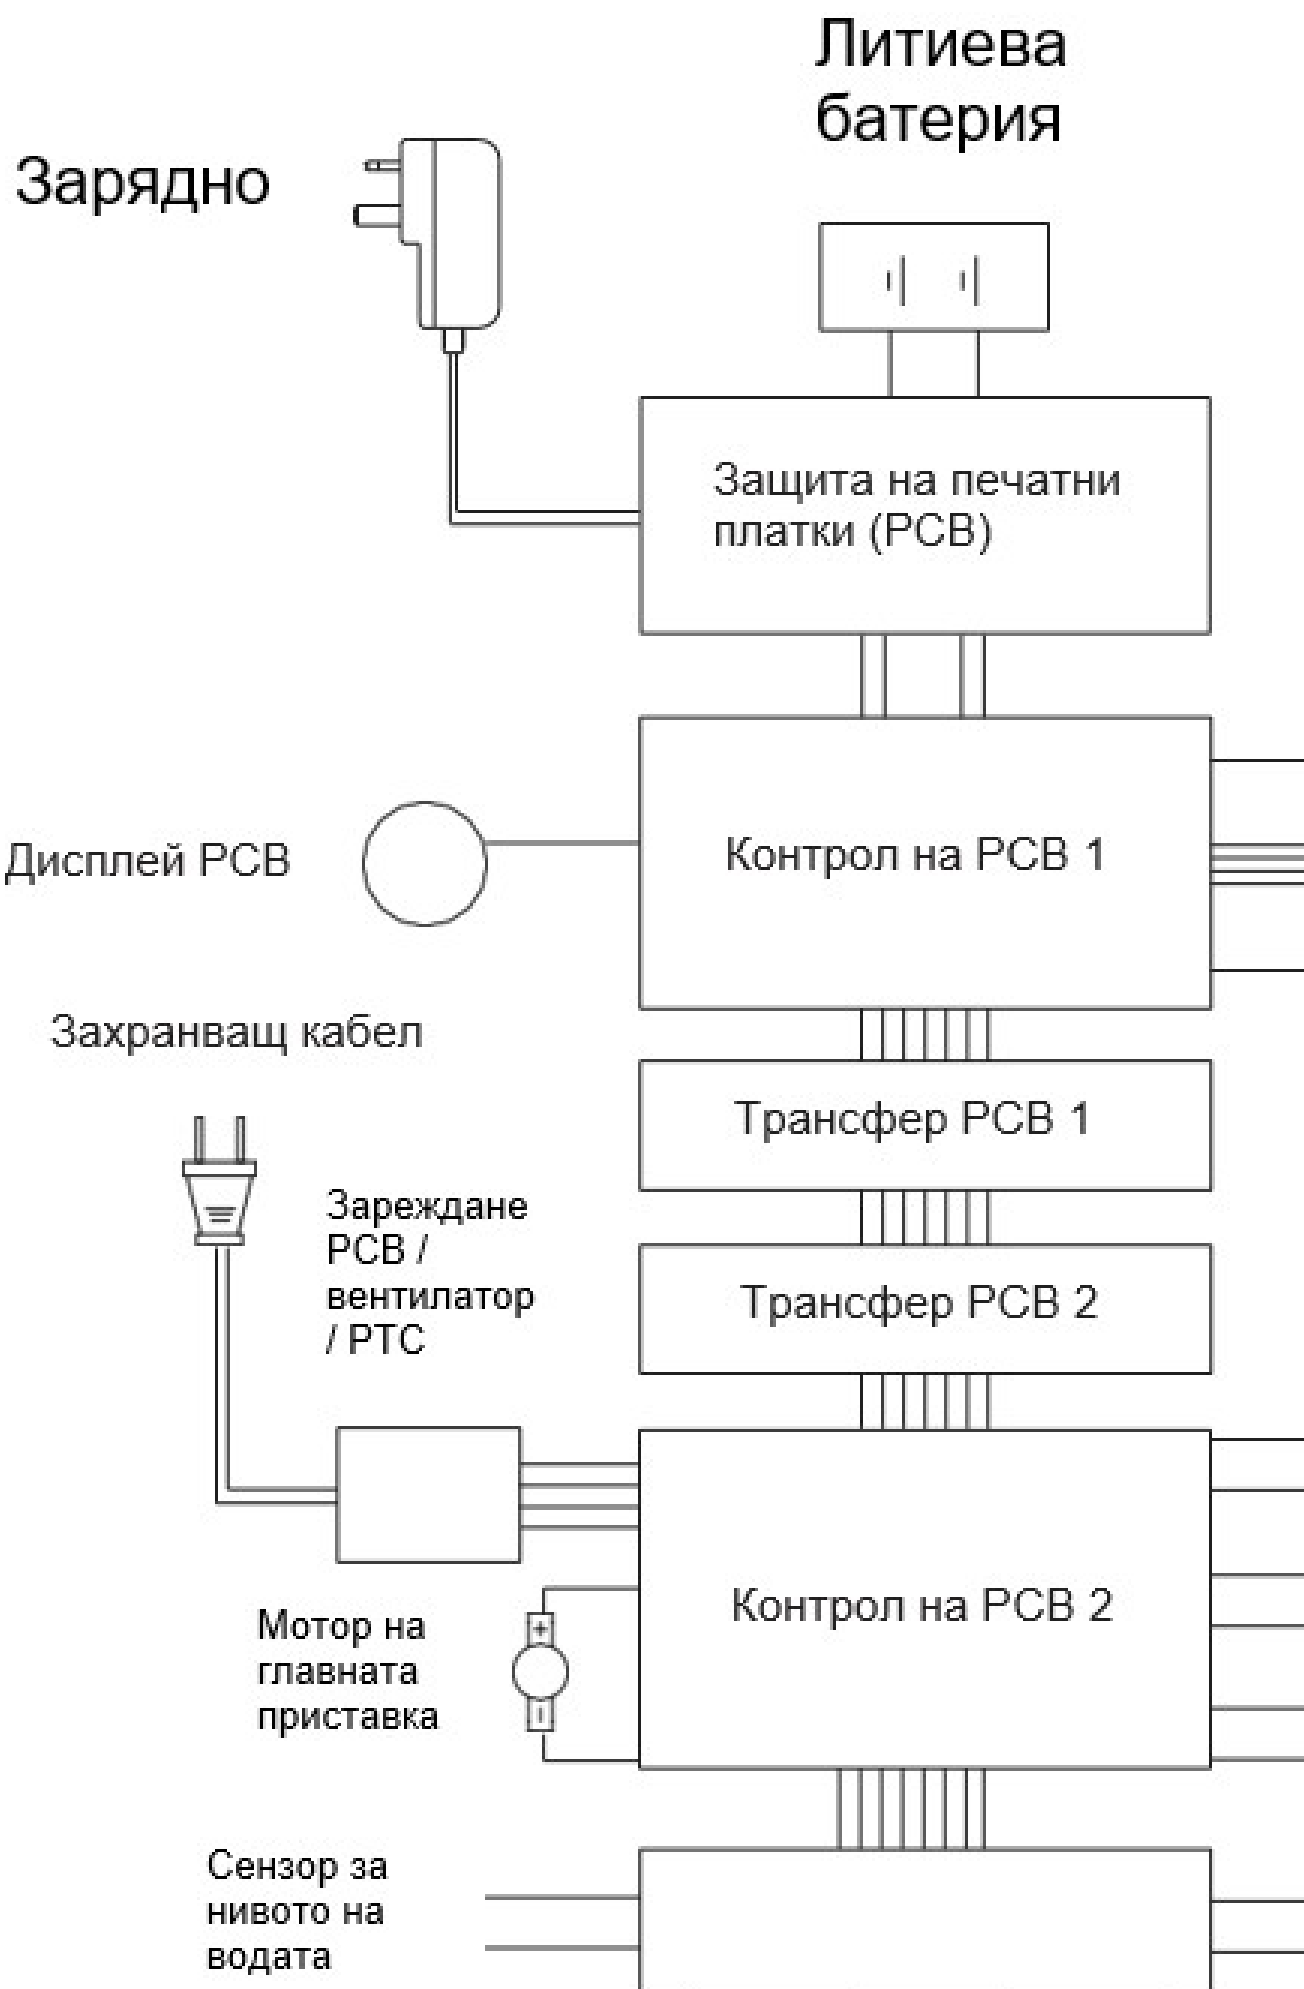 Литиева
батерия
Зарядно
Защита на печатни
платки (PCB)
Дисплей PCB
Контрол на PCB 1
Захранващ кабел
Трансфер PCB 1
Зареждане
PCB /
вентилатор
/ PTC
Трансфер PCB 2
Контрол на PCB 2
Мотор на
главната
приставка
+
-
Сензор за
нивото на
водата